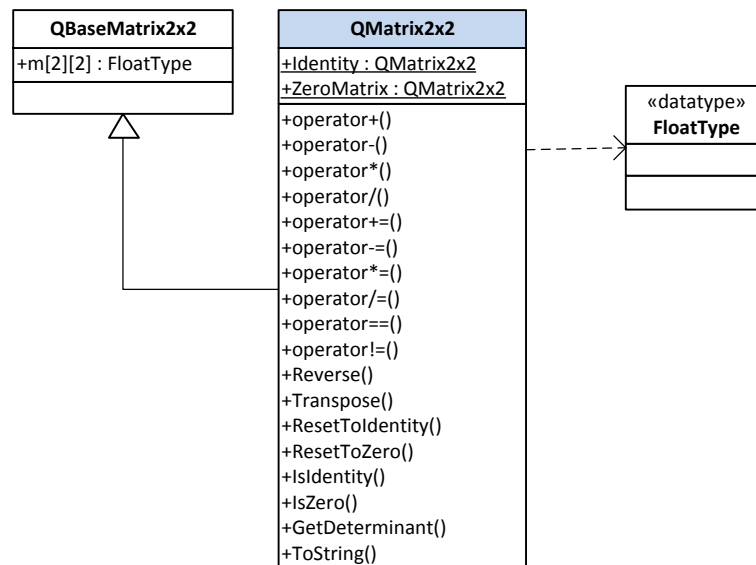 QBaseMatrix2x2
+m[2][2] : FloatType
QMatrix2x2
+Identity : QMatrix2x2
+ZeroMatrix : QMatrix2x2
+operator+()
+operator-()
+operator*()
+operator/()
+operator+=()
+operator-=()
+operator*=()
+operator/=()
+operator==()
+operator!=()
+Reverse()
+Transpose()
+ResetToIdentity()
+ResetToZero()
+IsIdentity()
+IsZero()
+GetDeterminant()
+ToString()
«datatype»
FloatType